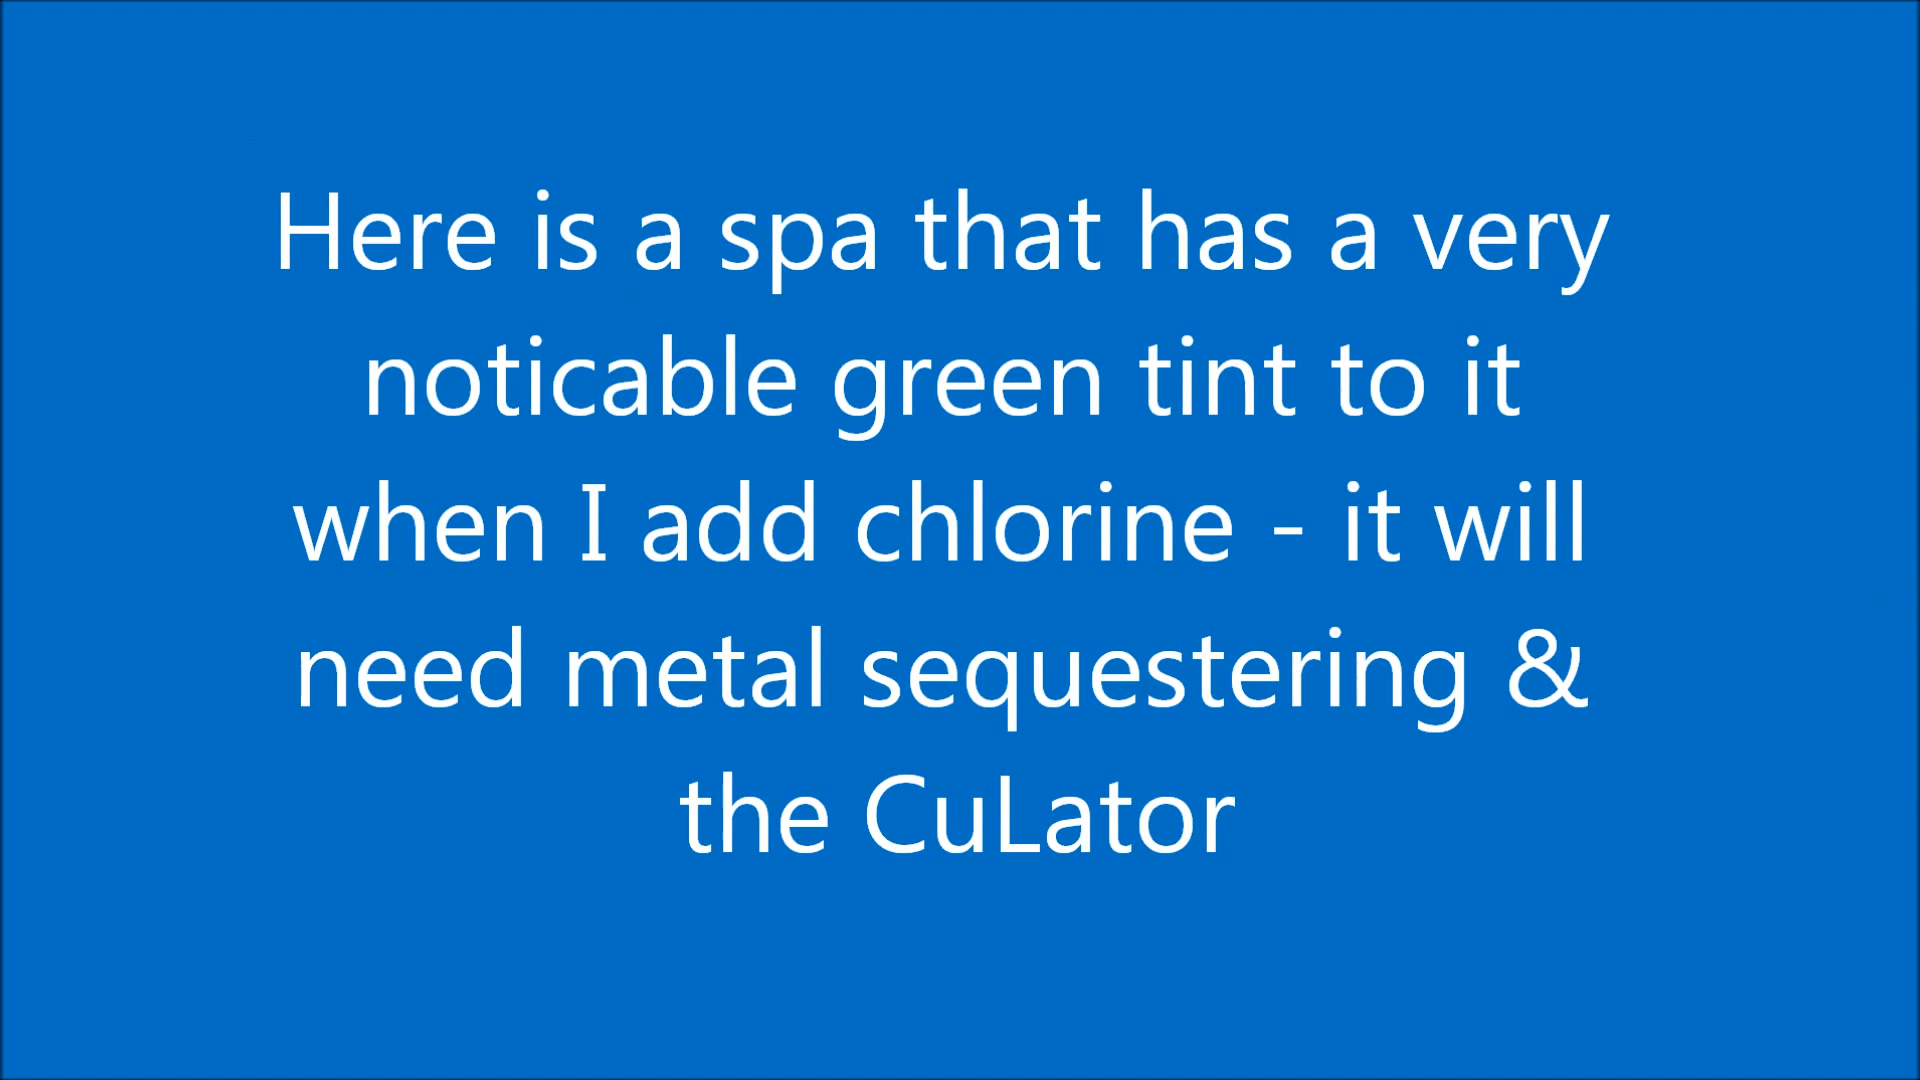 Here is a spa that has a very
noticable green tint to it
when I add chlorine - it will
need metal sequestering &
the CuLator